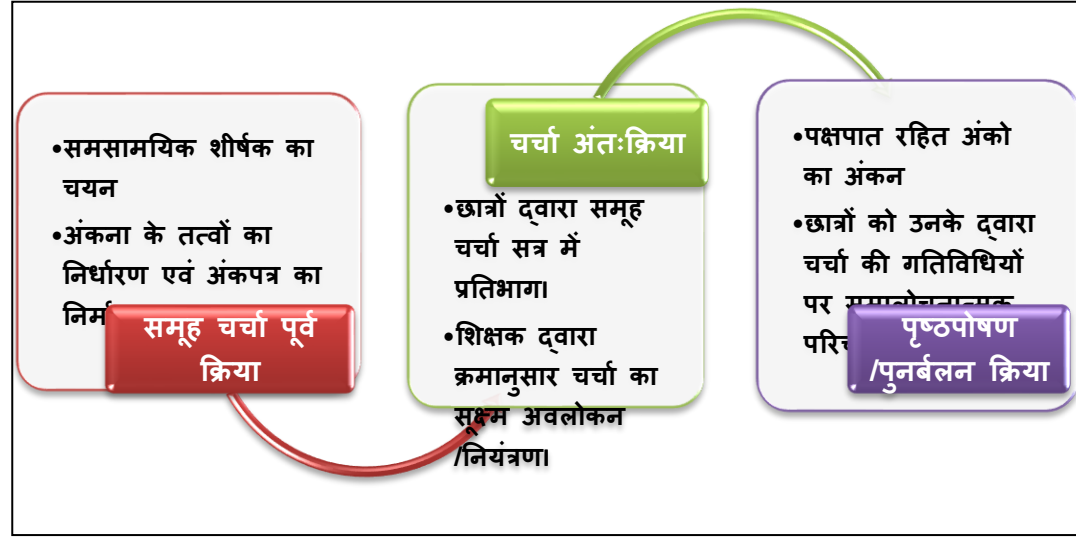 •समसामयिक शीर्षक का
चयन
•अंकना के तत्वों का
निर्धारण एवं अंकपत्र का
समूह चर्चा पूर्व
क्रिया
चर्चा अंतःक्रिया
•छात्रों द्वारा समूह
चर्चा सत्र में
प्रतिभाग।
•शिक्षक द्वारा
क्रमानुसार चर्चा का
सूक्ष्म अवलोकन
/नियंत्रण।
•पक्षपात रहित अंको
का अंकन
•छात्रों को उनके द्वारा
चर्चा की गतिविधियों
पर
पृष्ठपोषण
/पुनर्बलन क्रिया